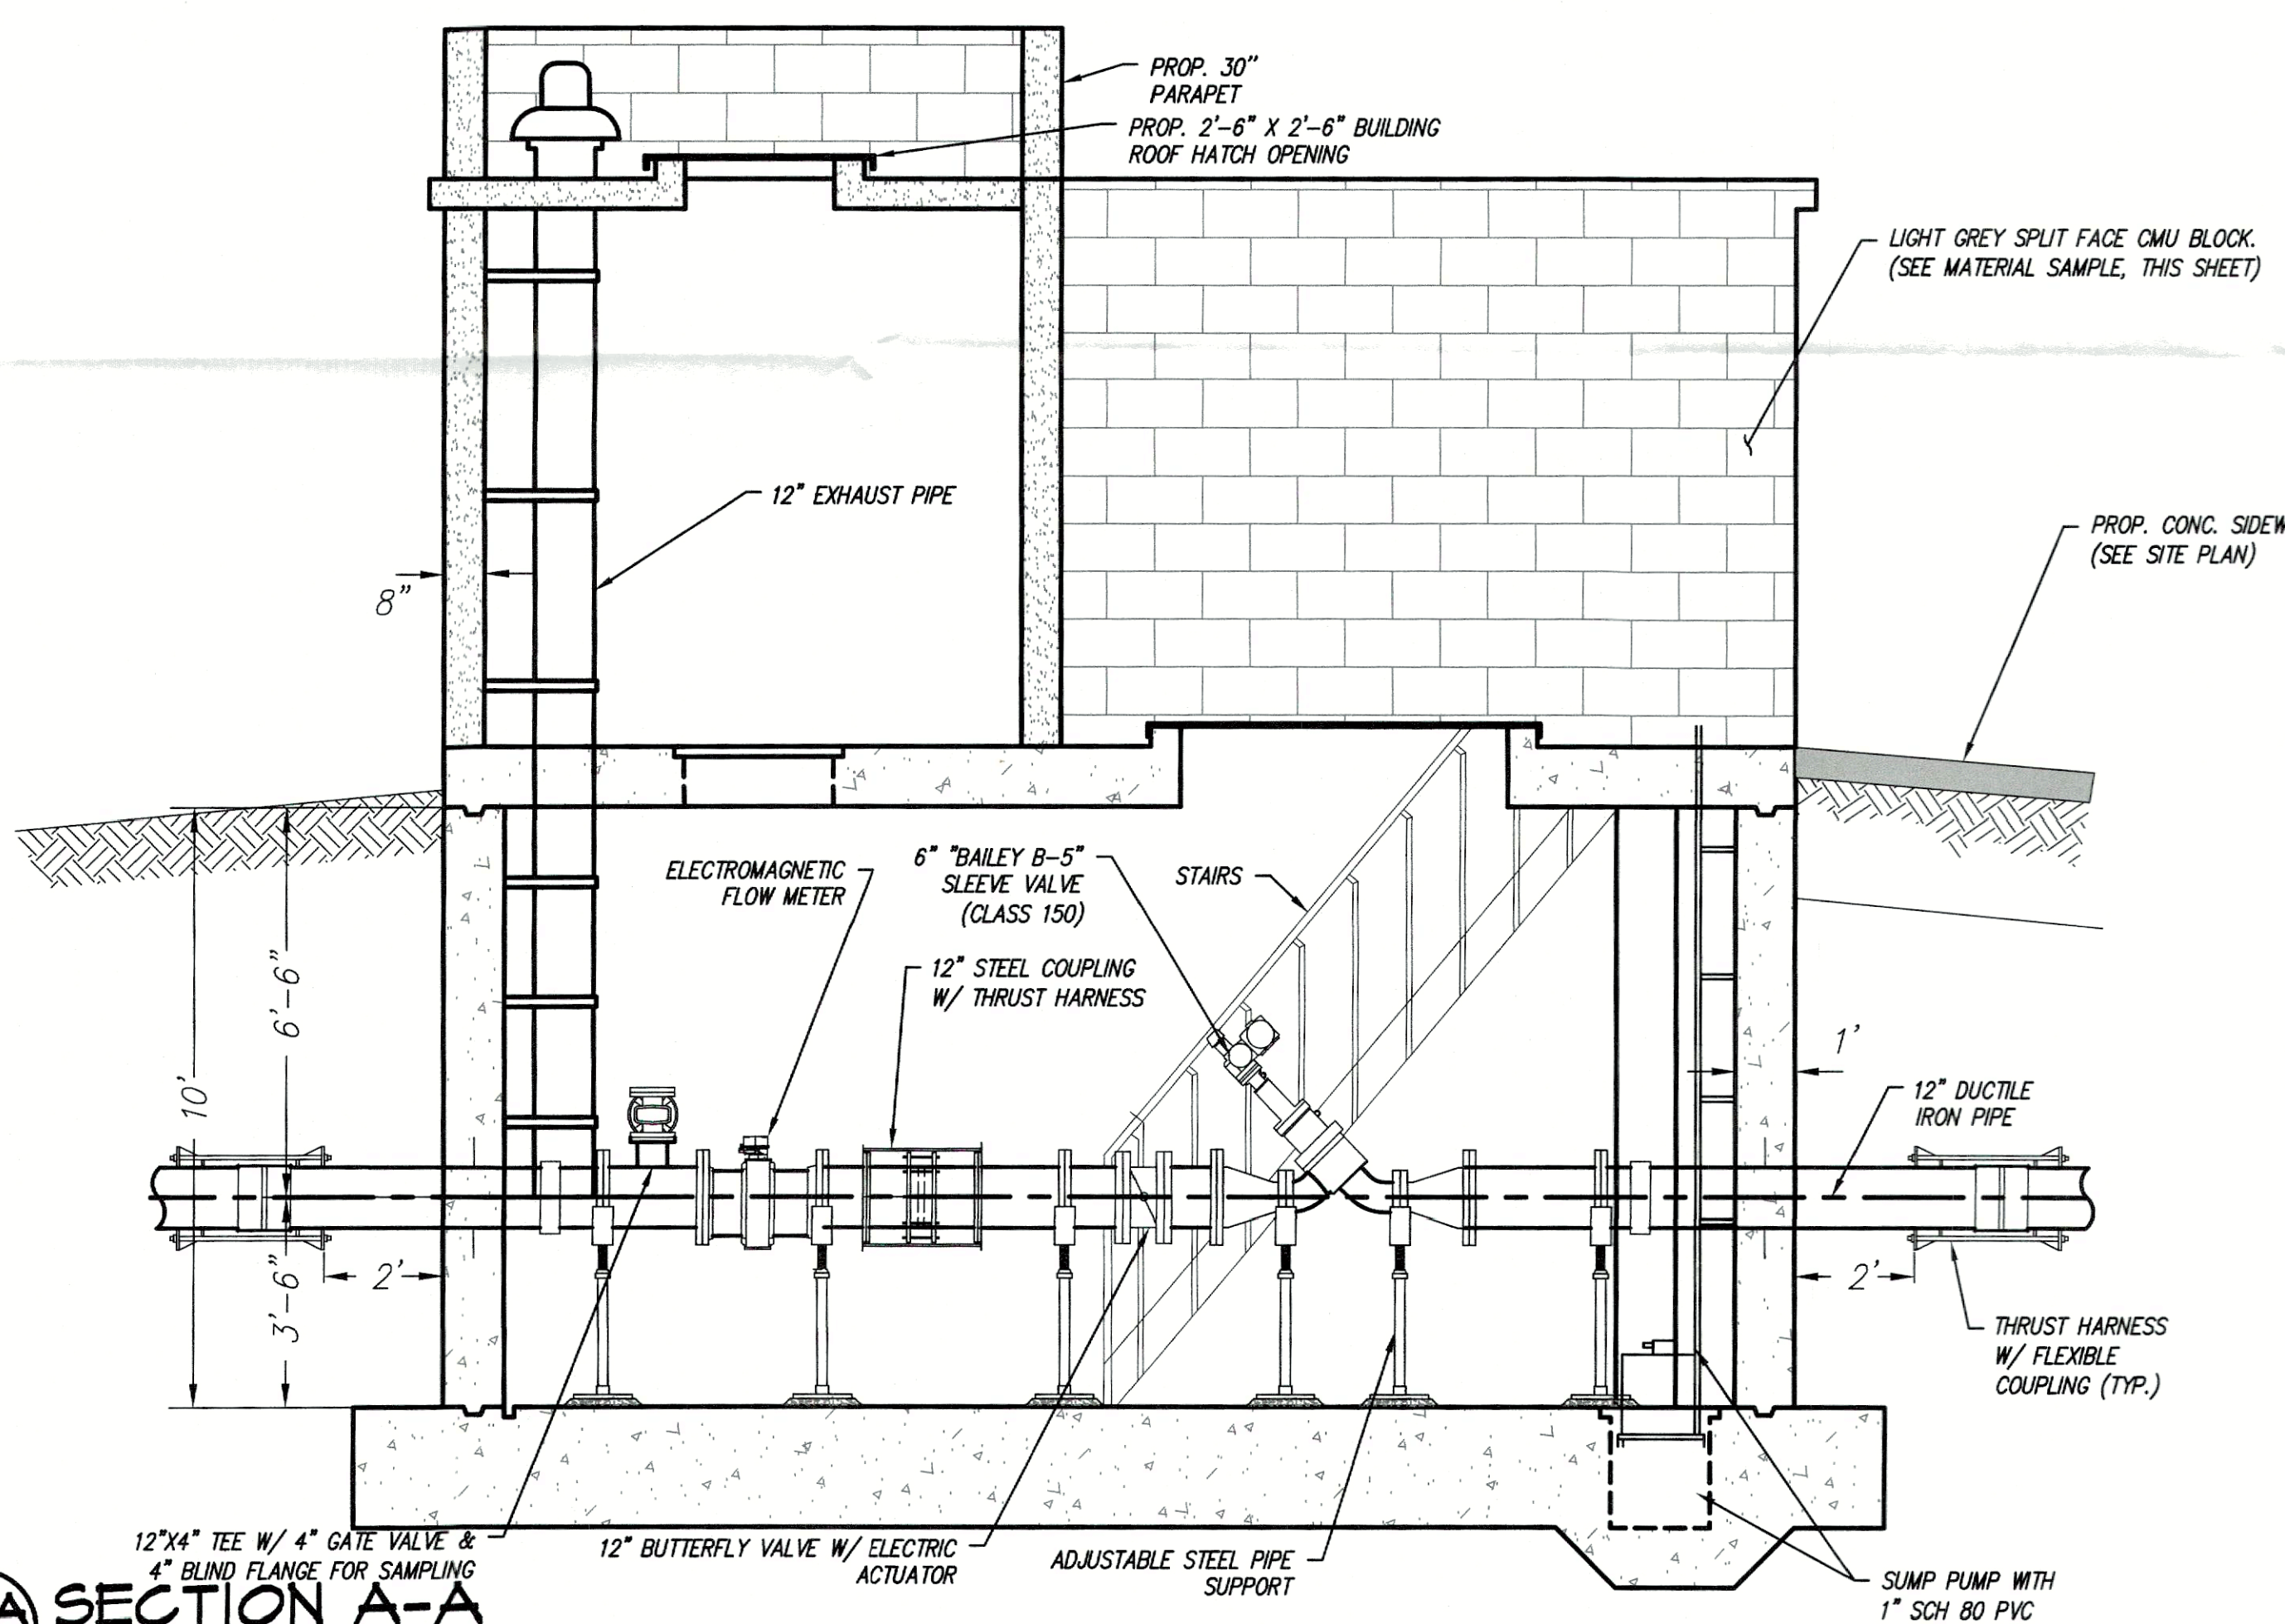 PROP. 30"
PARAPET
PROP. 2'-6" X 2'-6" BUILDING
ROOF HATCH OPENING
LIGHT GREY SPLIT FACE CMU BLOCK.
(SEE MATERIAL SAMPLE, THIS SHEET)
12" EXHAUST PIPE
PROP. CONC. SIDEW
(SEE SITE PLAN)
8"
ELECTROMAGNETIC
FLOW METER
6" "BAILEY B-5"
SLEEVE VALVE
(CLASS 150)
STAIRS
12" STEEL COUPLING
W/ THRUST HARNESS
6'-6"
10'
1'
12" DUCTILE
IRON PIPE
2'
3'-6"
2'
THRUST HARNESS
W/ FLEXIBLE
COUPLING (TYP.)
12"X4" TEE W/ 4" GATE VALVE &
4" BLIND FLANGE FOR SAMPLING
12" BUTTERFLY VALVE W/ ELECTRIC
ACTUATOR
ADJUSTABLE STEEL PIPE
SUPPORT
SUMP PUMP WITH
1" SCH 80 PVC
A SECTION A-A